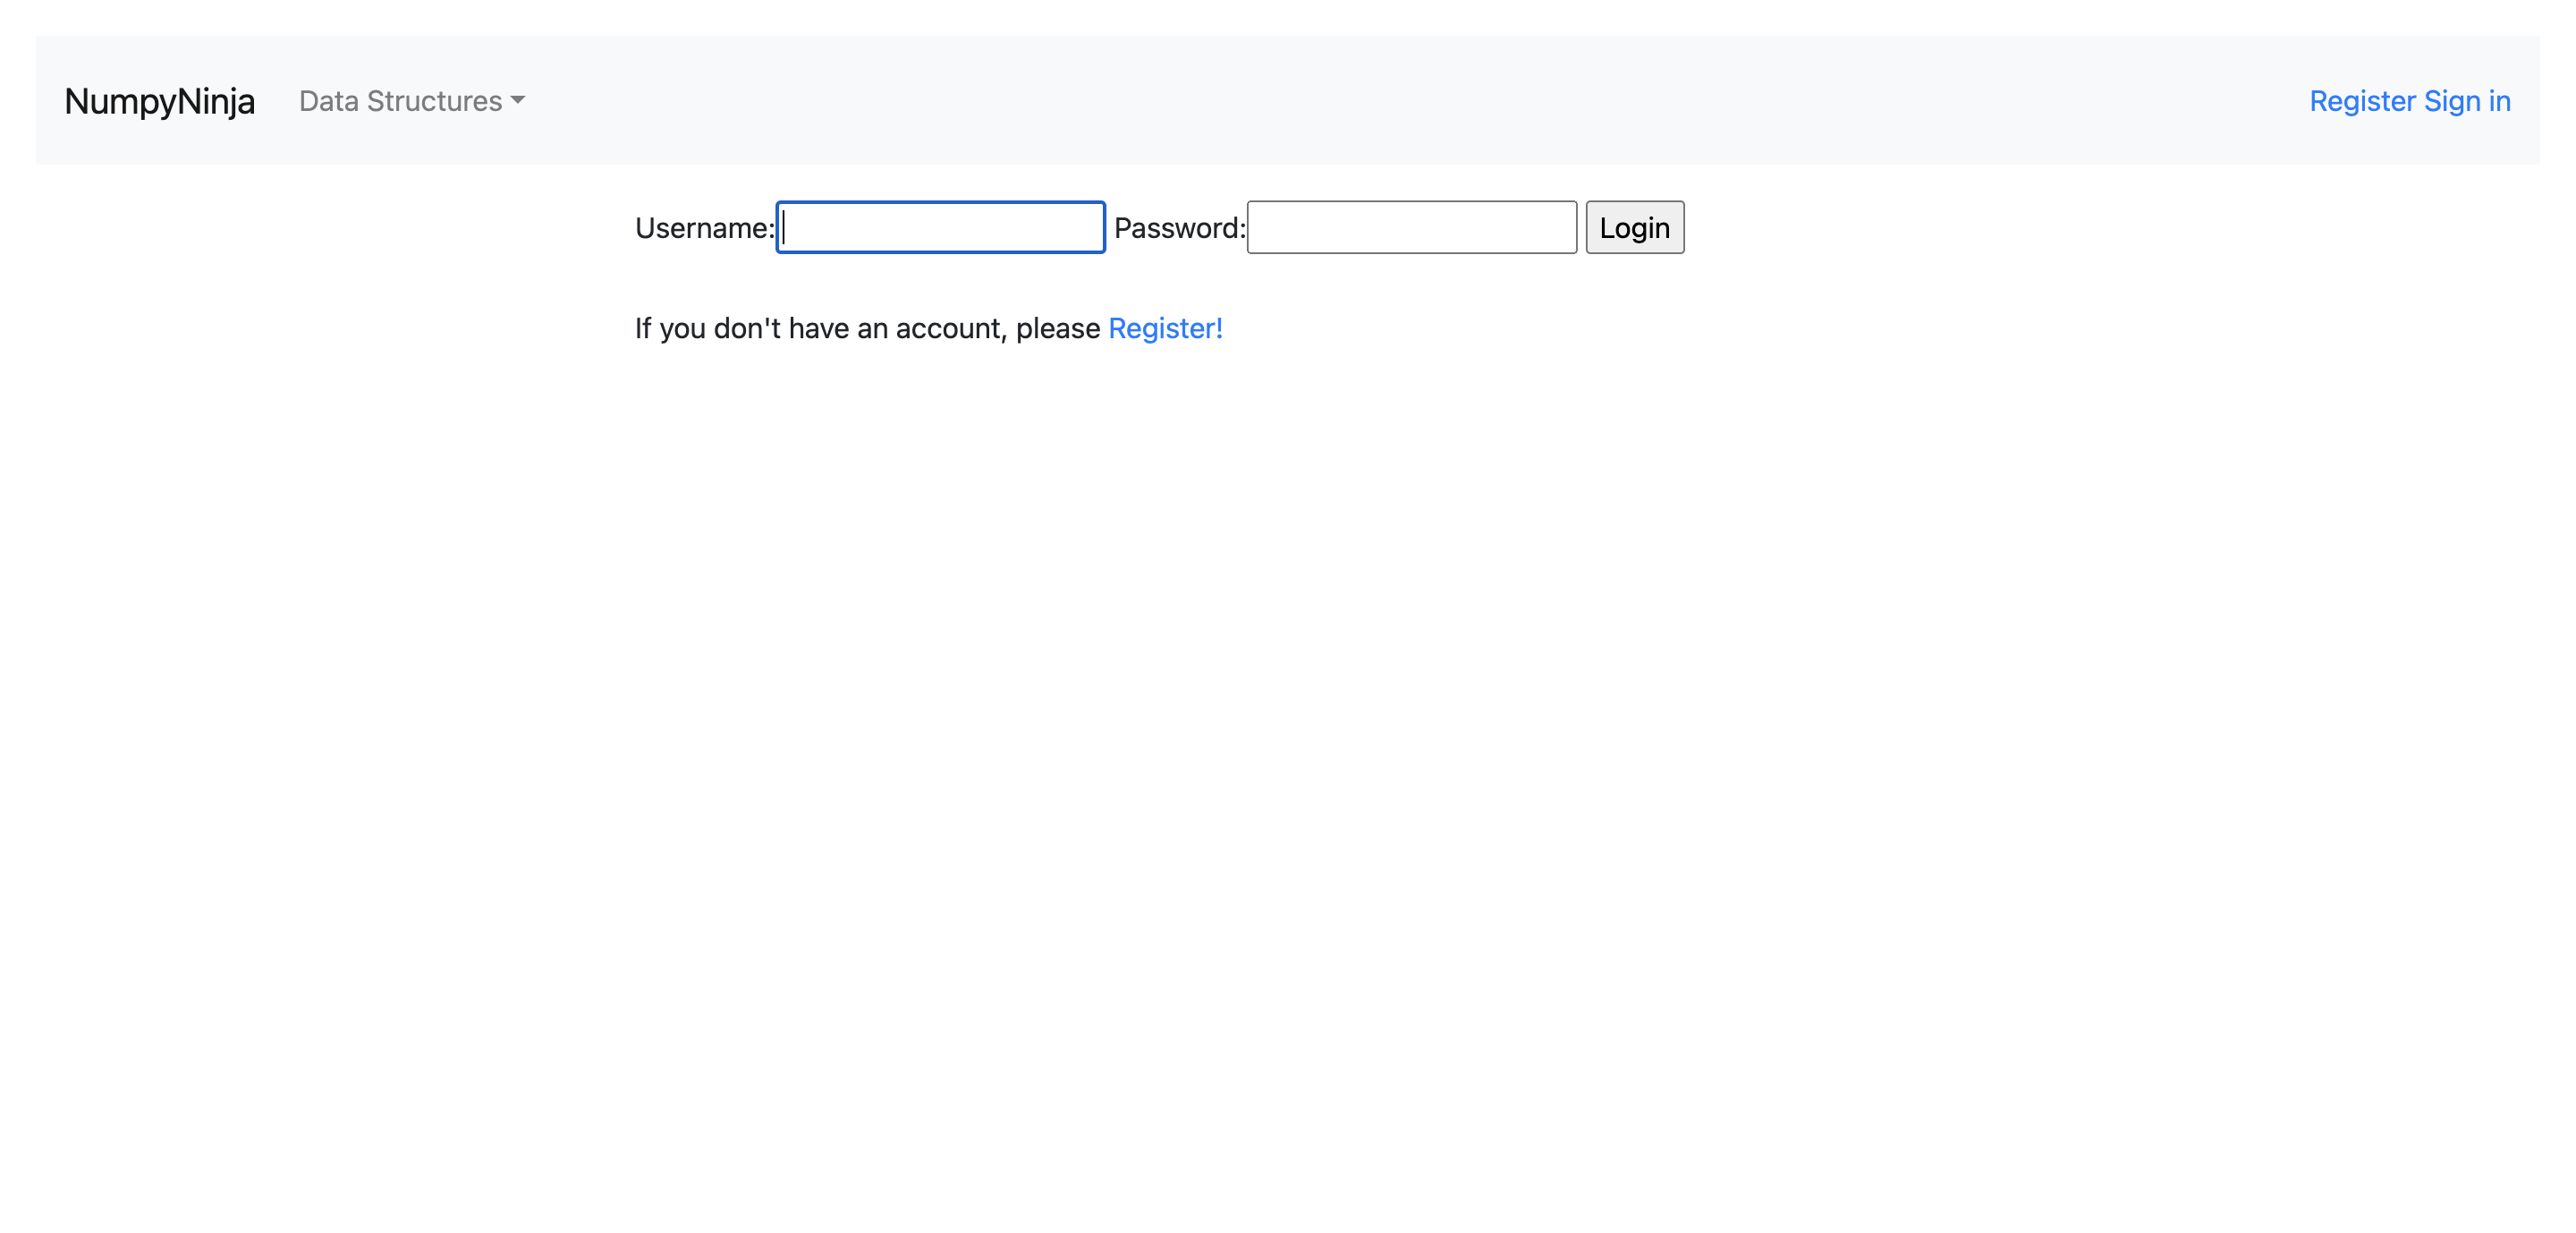 NumpyNinja Data Structures Register Sign in
Username: Password: Login
If you don't have an account, please Register!